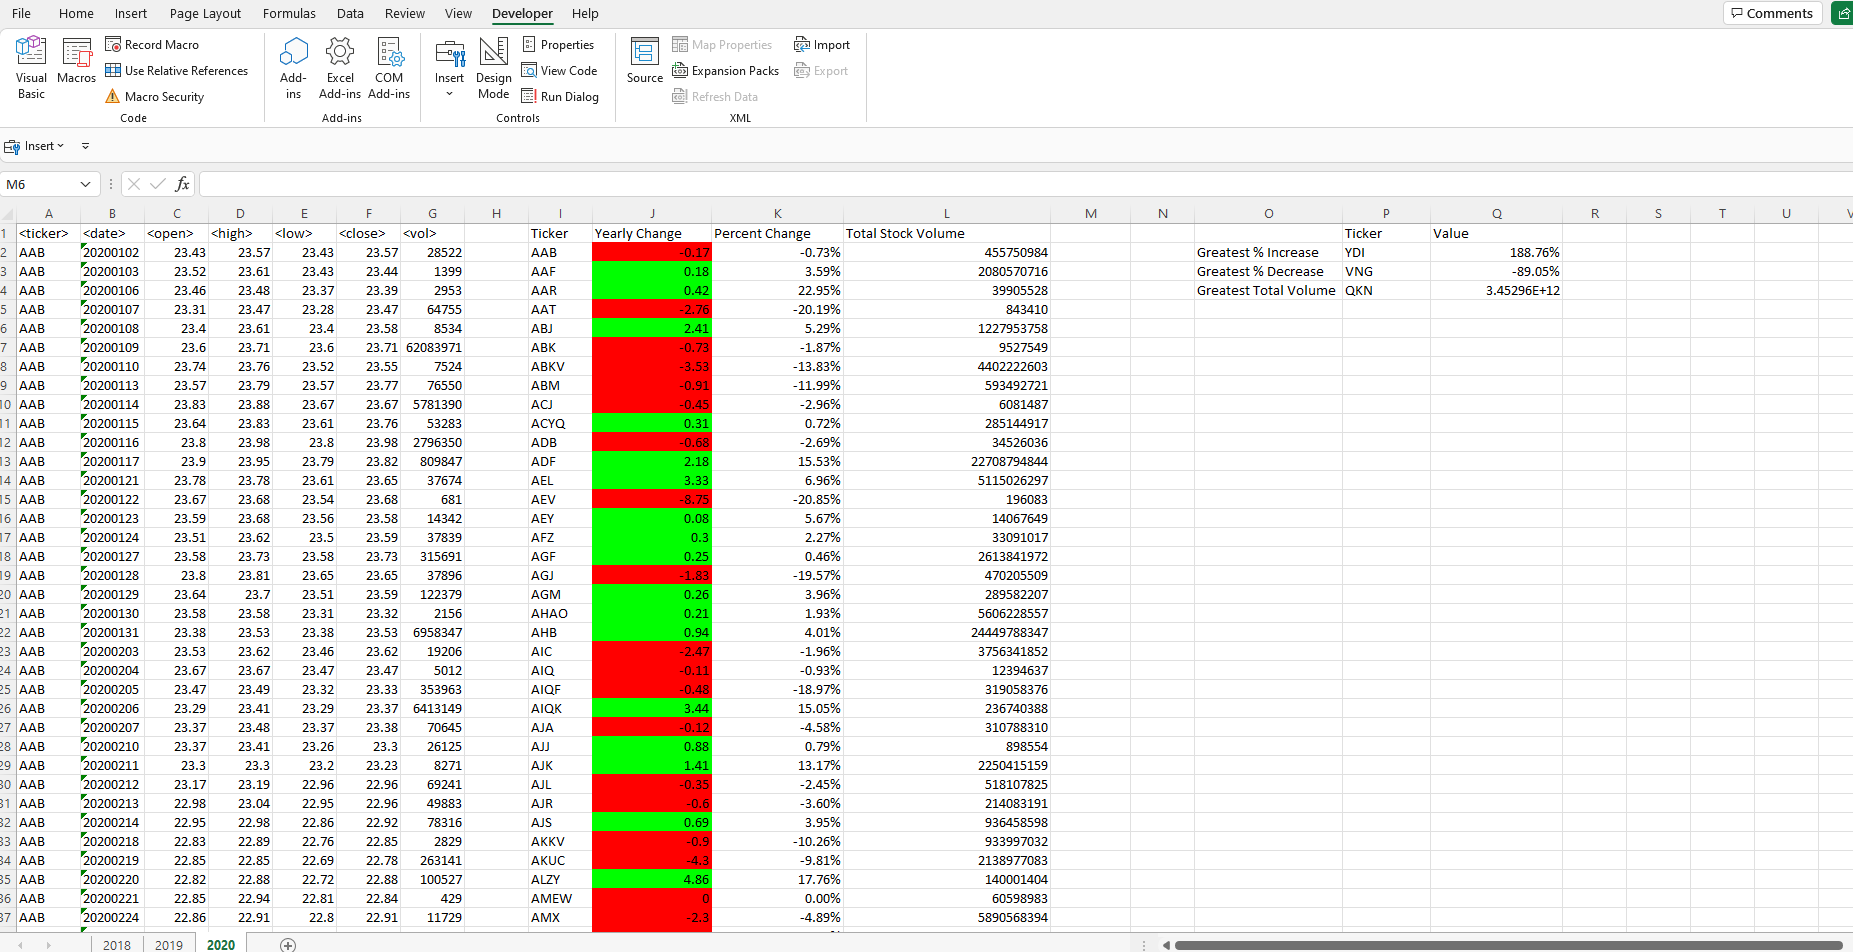 File Home Insert Page Layout Formulas Data Review View Developer Help Comments
Visual Basic Macros Record Macro Use Relative References Macro Security Code
Add-ins Excel Add-ins COM Add-ins Add-ins
Insert Design Mode Properties View Code Run Dialog Controls
Source Map Properties Expansion Packs Refresh Data Import Export XML
Insert
M6 fx
A B C D E F G H I J K L M N O P Q R S T U V
1 <ticker> <date> <open> <high> <low> <close> <vol> Ticker Yearly Change Percent Change Total Stock Volume Ticker Value
2 AAB 20200102 23.43 23.57 23.43 23.57 28522 AAB -0.17 -0.73% 455750984 Greatest % Increase YDI 188.76%
3 AAB 20200103 23.52 23.61 23.43 23.44 1399 AAF 0.18 3.59% 2080570716 Greatest % Decrease VNG -89.05%
4 AAB 20200106 23.46 23.48 23.37 23.39 2953 AAR 0.42 22.95% 39905528 Greatest Total Volume QKN 3.45296E+12
5 AAB 20200107 23.31 23.47 23.28 23.47 64755 AAT -2.76 -20.19% 843410
6 AAB 20200108 23.4 23.61 23.4 23.58 8534 ABJ 2.41 5.29% 1227953758
7 AAB 20200109 23.6 23.71 23.6 23.71 62083971 ABK -0.73 -1.87% 9527549
8 AAB 20200110 23.74 23.76 23.52 23.55 7524 ABKV -3.53 -13.83% 4402222603
9 AAB 20200113 23.57 23.79 23.57 23.77 76550 ABM -0.91 -11.99% 593492721
10 AAB 20200114 23.83 23.88 23.67 23.67 5781390 ACJ -0.45 -2.96% 6081487
11 AAB 20200115 23.64 23.83 23.61 23.76 53283 ACYQ 0.31 0.72% 285144917
12 AAB 20200116 23.8 23.98 23.8 23.98 2796350 ADB -0.68 -2.69% 34526036
13 AAB 20200117 23.9 23.95 23.79 23.82 809847 ADF 2.18 15.53% 22708794844
14 AAB 20200121 23.78 23.78 23.61 23.65 37674 AEL 3.33 6.96% 5115026297
15 AAB 20200122 23.67 23.68 23.54 23.68 681 AEV -8.75 -20.85% 196083
16 AAB 20200123 23.59 23.68 23.56 23.58 14342 AEY 0.08 5.67% 14067649
17 AAB 20200124 23.51 23.62 23.5 23.59 37839 AFZ 0.3 2.27% 33091017
18 AAB 20200127 23.58 23.73 23.58 23.73 315691 AGF 0.25 0.46% 2613841972
19 AAB 20200128 23.8 23.81 23.65 23.65 37896 AGJ -1.83 -19.57% 470205509
20 AAB 20200129 23.64 23.7 23.51 23.59 122379 AGM 0.26 3.96% 289582207
21 AAB 20200130 23.58 23.58 23.31 23.32 2156 AHAO 0.21 1.93% 5606228557
22 AAB 20200131 23.38 23.53 23.38 23.53 6958347 AHB 0.94 4.01% 24449788347
23 AAB 20200203 23.53 23.62 23.46 23.62 19206 AIC -2.47 -1.96% 3756341852
24 AAB 20200204 23.67 23.67 23.47 23.47 5012 AIQ -0.11 -0.93% 12394637
25 AAB 20200205 23.47 23.49 23.32 23.33 353963 AIQF -0.48 -18.97% 319058376
26 AAB 20200206 23.29 23.41 23.29 23.37 6413149 AIQK 3.44 15.05% 236740388
27 AAB 20200207 23.37 23.48 23.37 23.38 70645 AJA -0.12 -4.58% 310788310
28 AAB 20200210 23.37 23.41 23.26 23.3 26125 AJJ 0.88 0.79% 898554
29 AAB 20200211 23.3 23.3 23.2 23.23 8271 AJK 1.41 13.17% 2250415159
30 AAB 20200212 23.17 23.19 22.96 22.96 69241 AJL -0.35 -2.45% 518107825
31 AAB 20200213 22.98 23.04 22.95 22.96 49883 AJR -0.6 -3.60% 214083191
32 AAB 20200214 22.95 22.98 22.86 22.92 78316 AJS 0.69 3.95% 936458598
33 AAB 20200218 22.83 22.89 22.76 22.85 2829 AKKV -0.9 -10.26% 933997032
34 AAB 20200219 22.85 22.85 22.69 22.78 263141 AKUC -4.3 -9.81% 2138977083
35 AAB 20200220 22.82 22.88 22.72 22.88 100527 ALZY 4.86 17.76% 140001404
36 AAB 20200221 22.85 22.94 22.81 22.84 429 AMEW 0 0.00% 60598983
37 AAB 20200224 22.86 22.91 22.8 22.91 11729 AMX -2.3 -4.89% 5890568394
2018 2019 2020